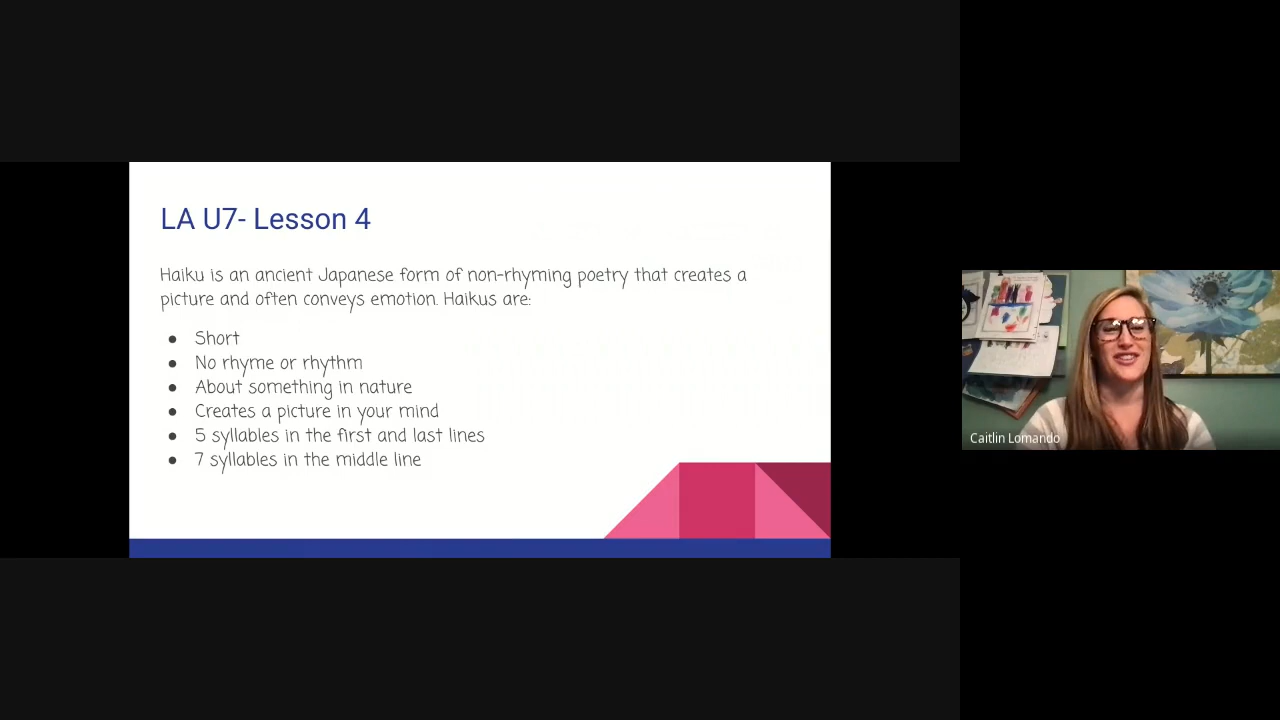 LA U7- Lesson 4
Haiku is an ancient Japanese form of non-rhyming poetry that creates a
picture and often conveys emotion. Haikus are:
● Short
● No rhyme or rhythm
● About something in nature
● Creates a picture in your mind
● 5 syllables in the first and last lines
● 7 syllables in the middle line
Caitlin Lomando